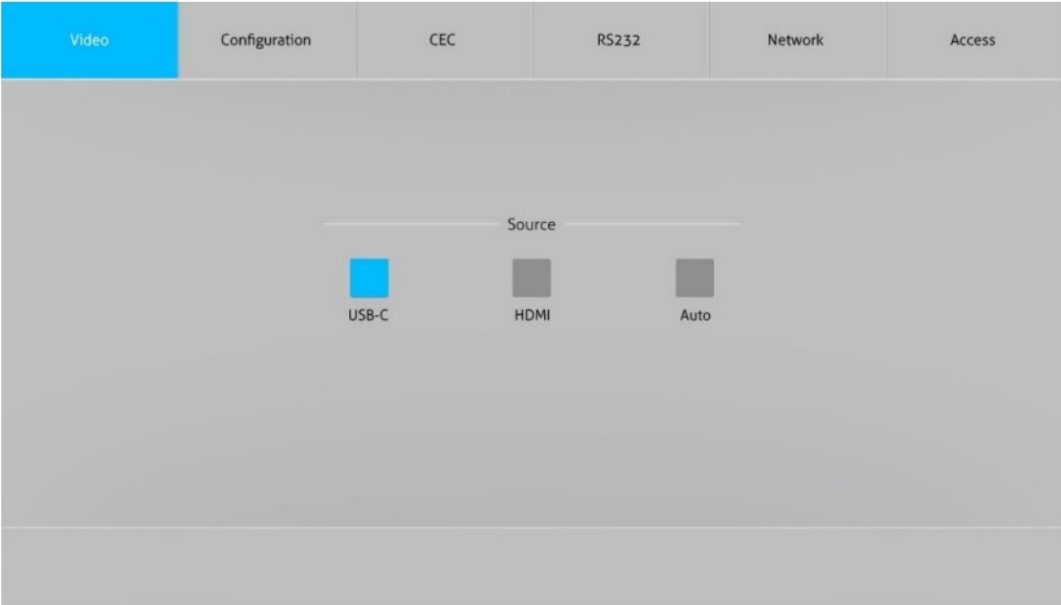 Video Configuration CEC RS232 Network Access
Source
USB-C HDMI Auto